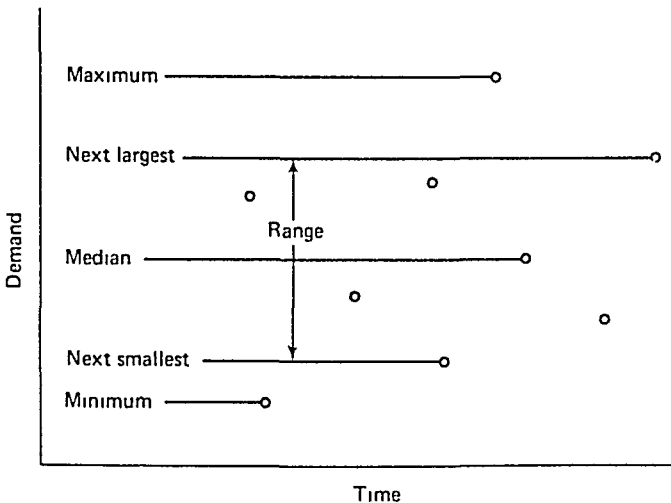 Maximum
Next largest
Range
Median
Next smallest
Minimum
Demand
Time